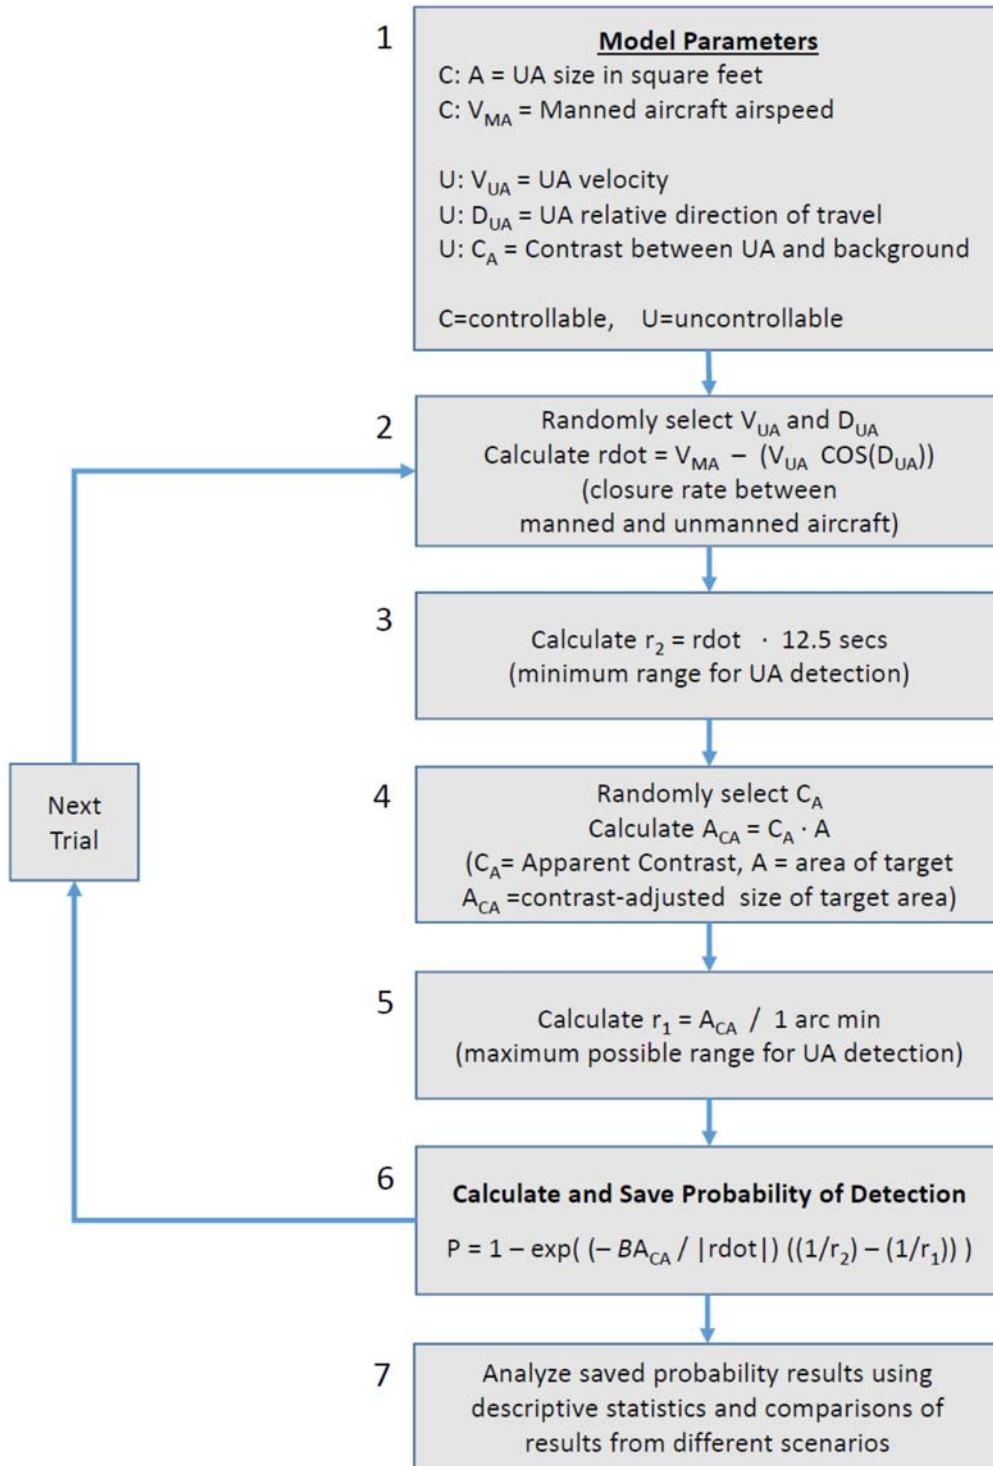 1
Model Parameters
C: A = UA size in square feet
C: V_MA = Manned aircraft airspeed
U: V_UA = UA velocity
U: D_UA = UA relative direction of travel
U: C_A = Contrast between UA and background
C=controllable, U=uncontrollable
2
Randomly select V_UA and D_UA
Calculate rdot = V_MA – (V_UA COS(D_UA))
(closure rate between
manned and unmanned aircraft)
3
Calculate r_2 = rdot · 12.5 secs
(minimum range for UA detection)
Next
Trial
4
Randomly select C_A
Calculate A_CA = C_A · A
(C_A= Apparent Contrast, A = area of target
A_CA =contrast-adjusted size of target area)
5
Calculate r_1 = A_CA / 1 arc min
(maximum possible range for UA detection)
6
Calculate and Save Probability of Detection
P = 1 – exp( (– BA_CA / |rdot|) ((1/r_2) – (1/r_1)) )
7
Analyze saved probability results using
descriptive statistics and comparisons of
results from different scenarios